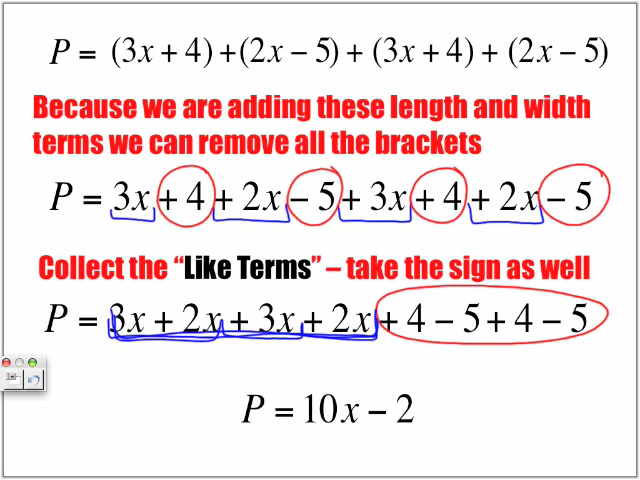 P = (3x + 4) +(2x − 5) + (3x + 4) + (2x − 5)
Because we are adding these length and width
terms we can remove all the brackets
P = 3x + 4 + 2x − 5 + 3x + 4 + 2x − 5
Collect the “Like Terms” – take the sign as well
P = 3x + 2x + 3x + 2x + 4 − 5 + 4 − 5
P = 10x − 2